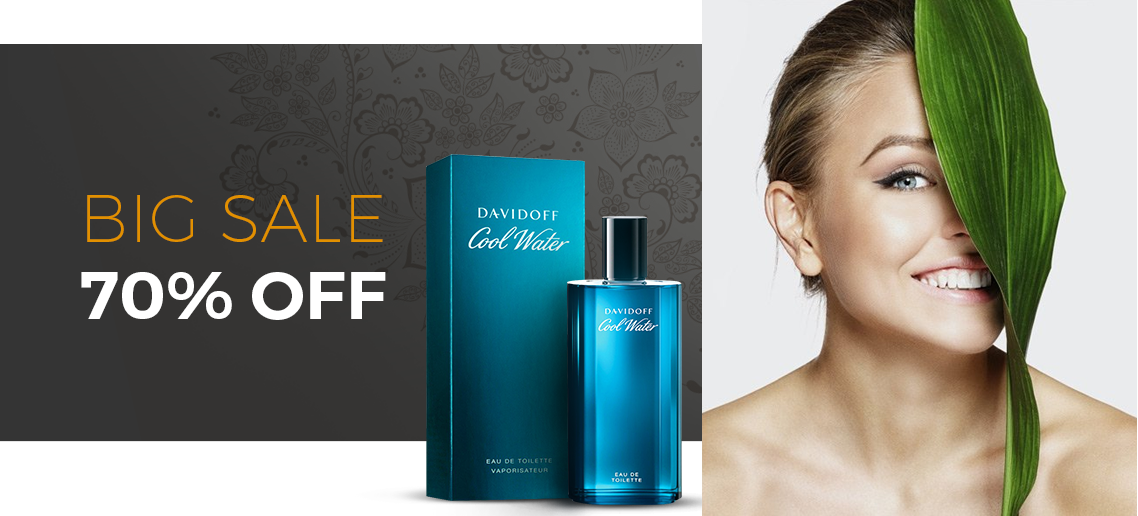 BIG SALE
70% OFF
DAVIDOFF
Cool Water
EAU DE TOILETTE
VAPORISATEUR
DAVIDOFF
Cool Water
EAU DE
TOILETTE